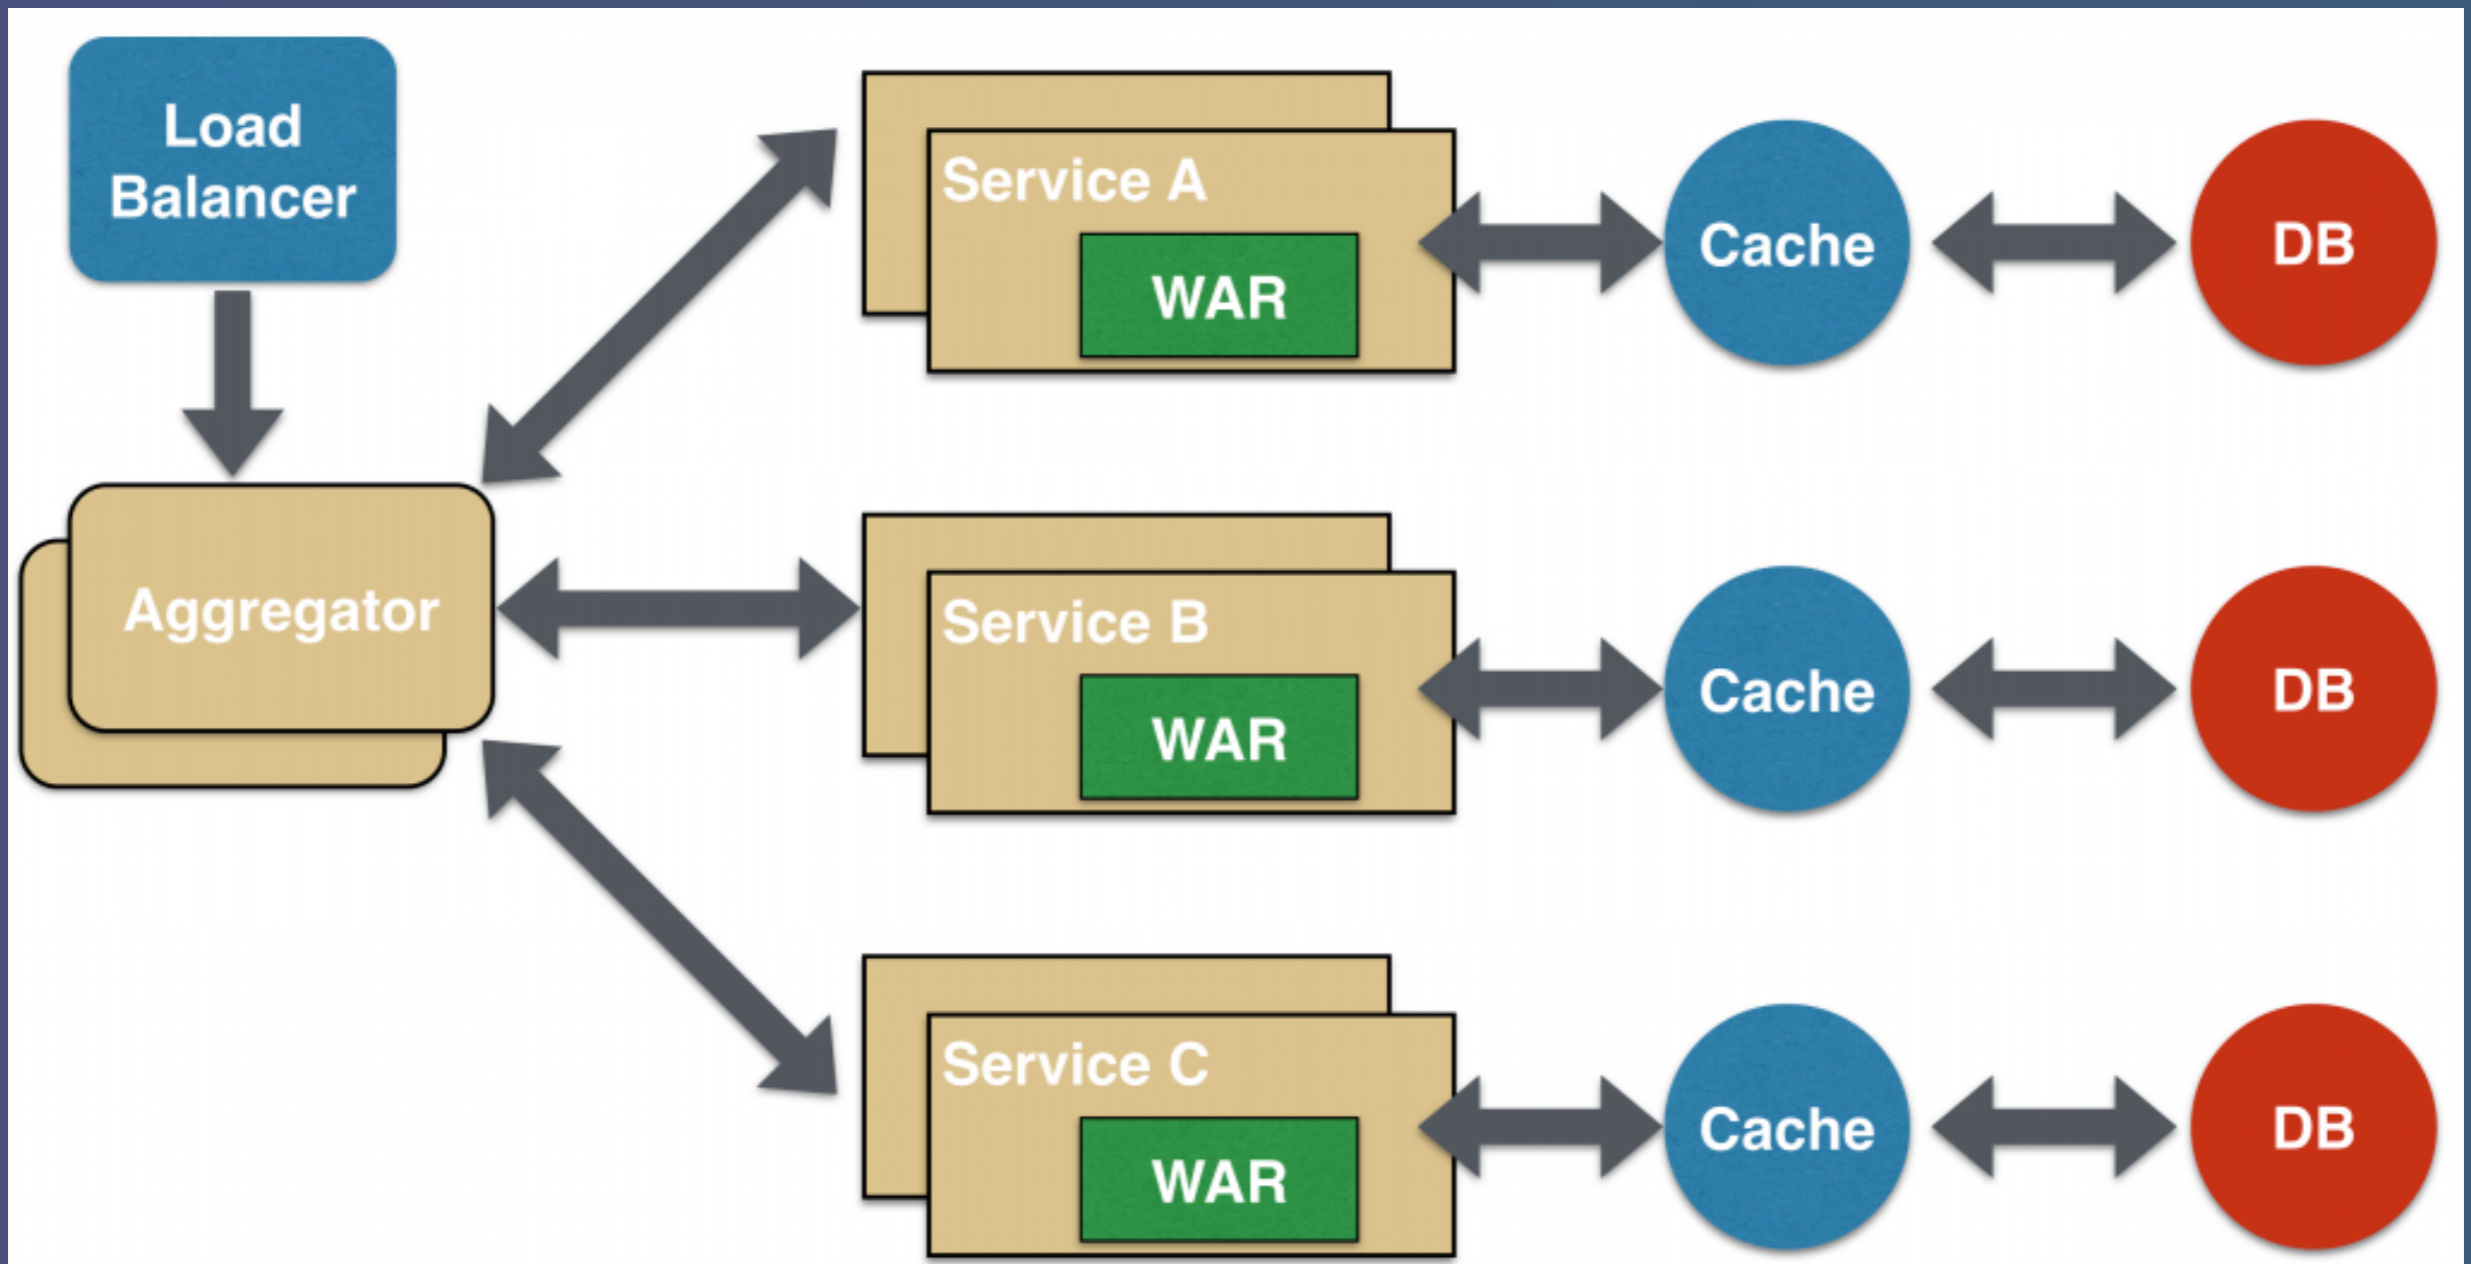 Load
Balancer
Aggregator
Service A
WAR
Cache
DB
Service B
WAR
Cache
DB
Service C
WAR
Cache
DB